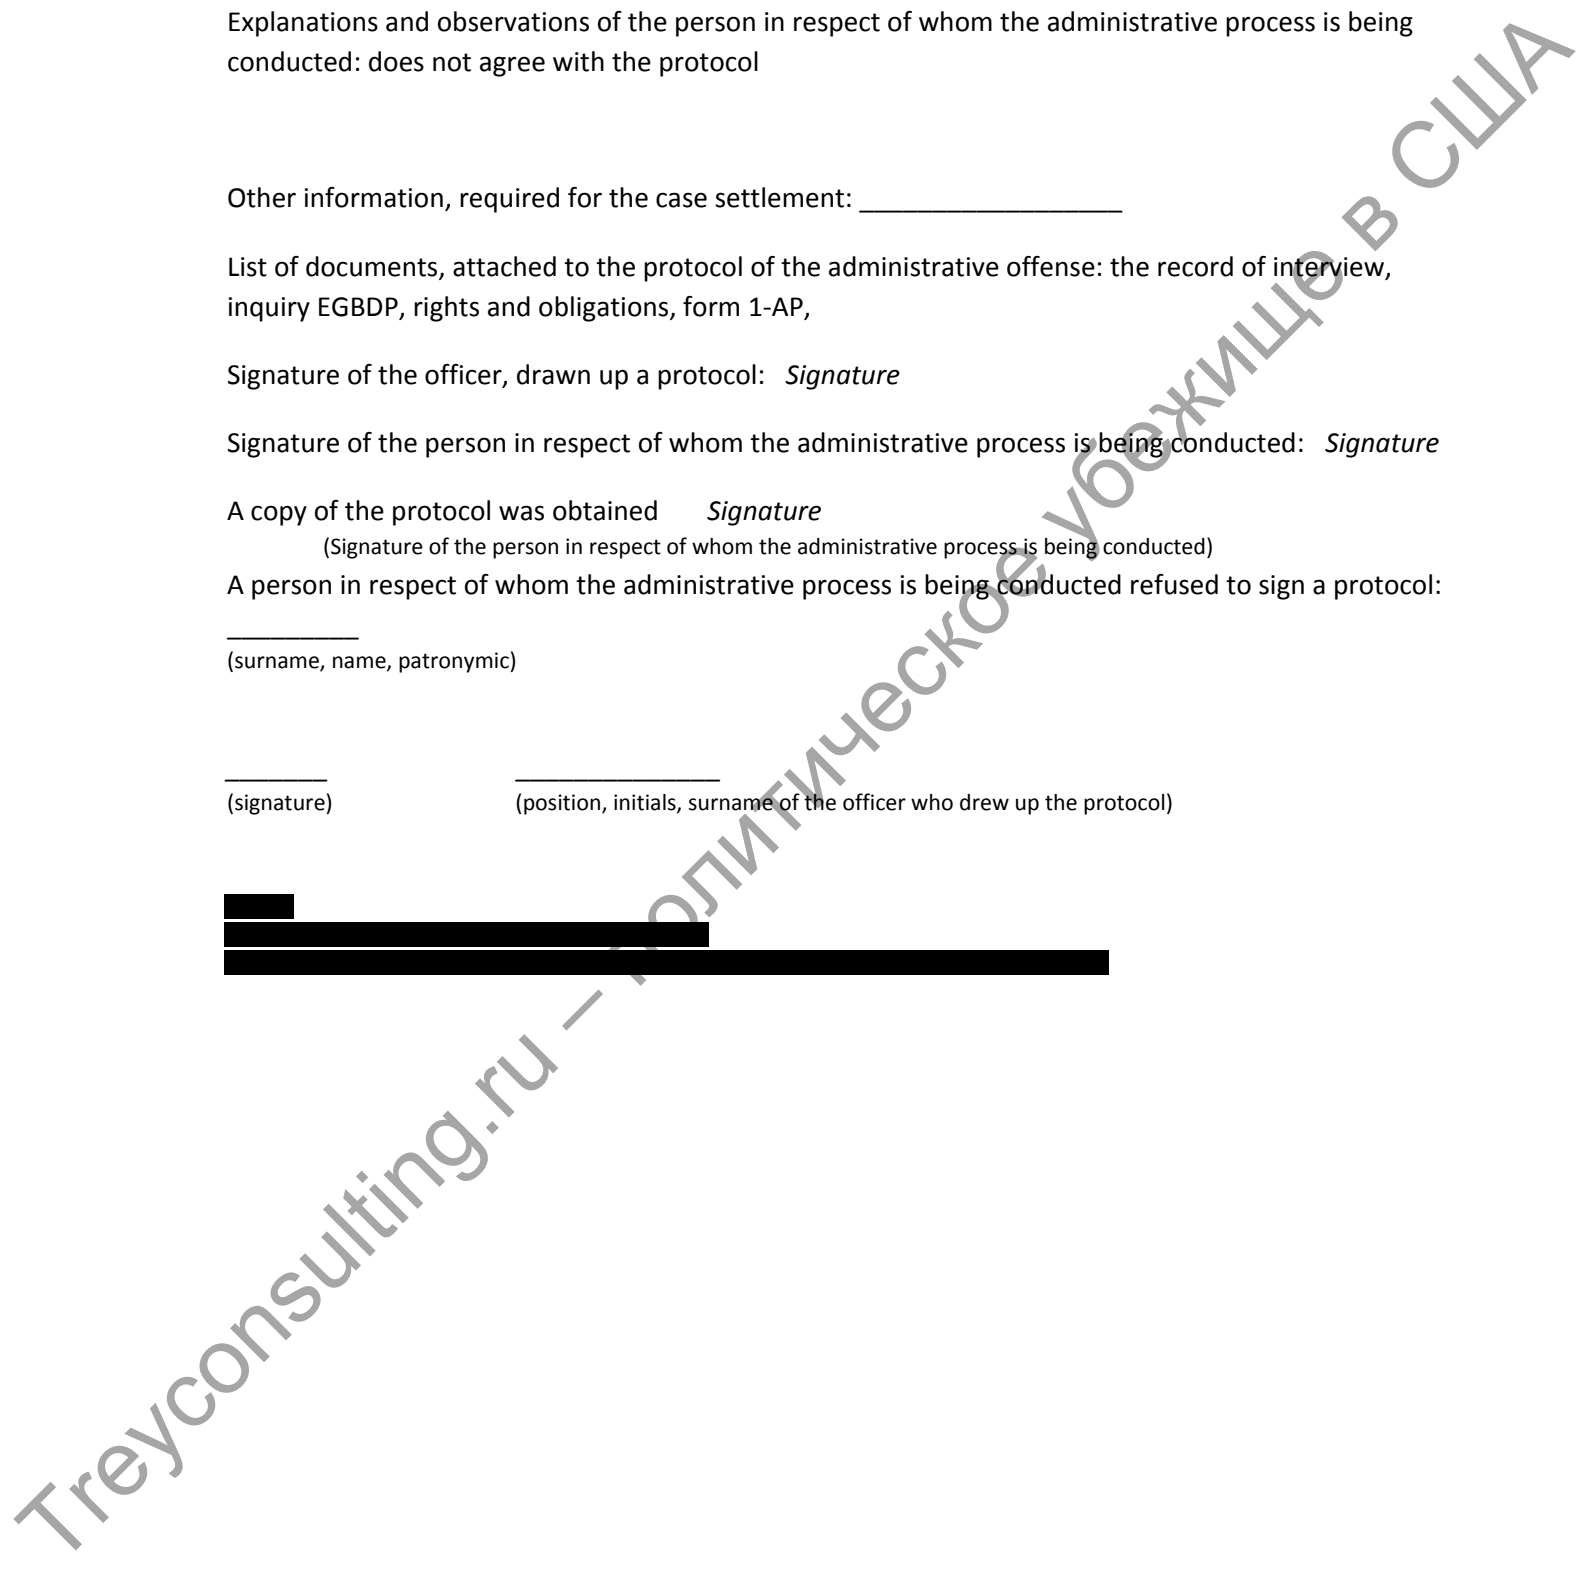 Explanations and observations of the person in respect of whom the administrative process is being
conducted: does not agree with the protocol
Other information, required for the case settlement: __________________
List of documents, attached to the protocol of the administrative offense: the record of interview,
inquiry EGBDP, rights and obligations, form 1-AP,
Signature of the officer, drawn up a protocol: Signature
Signature of the person in respect of whom the administrative process is being conducted: Signature
A copy of the protocol was obtained Signature
(Signature of the person in respect of whom the administrative process is being conducted)
A person in respect of whom the administrative process is being conducted refused to sign a protocol:
_________
(surname, name, patronymic)
_______ ______________
(signature) (position, initials, surname of the officer who drew up the protocol)
Treyconsulting.ru – политическое убежище в США